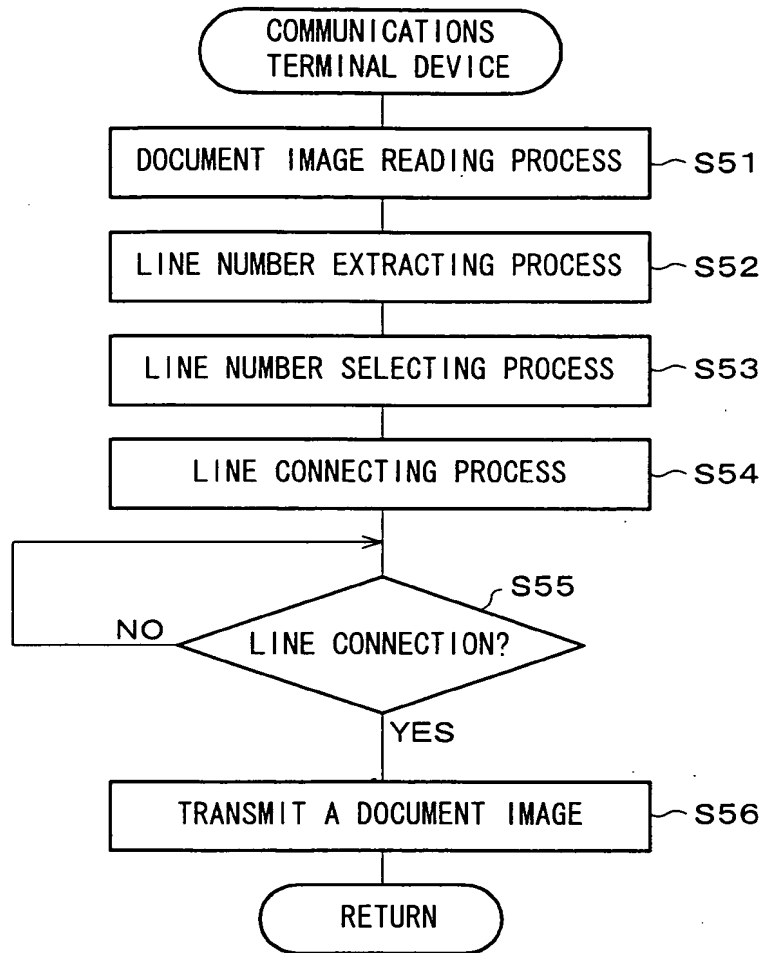 COMMUNICATIONS
TERMINAL DEVICE
DOCUMENT IMAGE READING PROCESS
S51
LINE NUMBER EXTRACTING PROCESS
S52
LINE NUMBER SELECTING PROCESS
S53
LINE CONNECTING PROCESS
S54
S55
NO
LINE CONNECTION?
YES
TRANSMIT A DOCUMENT IMAGE
S56
RETURN